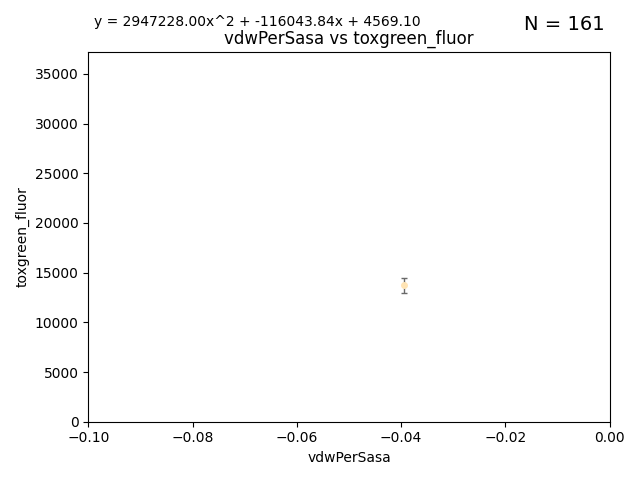 y = 2947228.00x^2 + -116043.84x + 4569.10
N = 161
vdwPerSasa vs toxgreen_fluor
35000
30000
25000
20000
15000
10000
5000
0
toxgreen_fluor
−0.10
−0.08
−0.06
−0.04
−0.02
0.00
vdwPerSasa